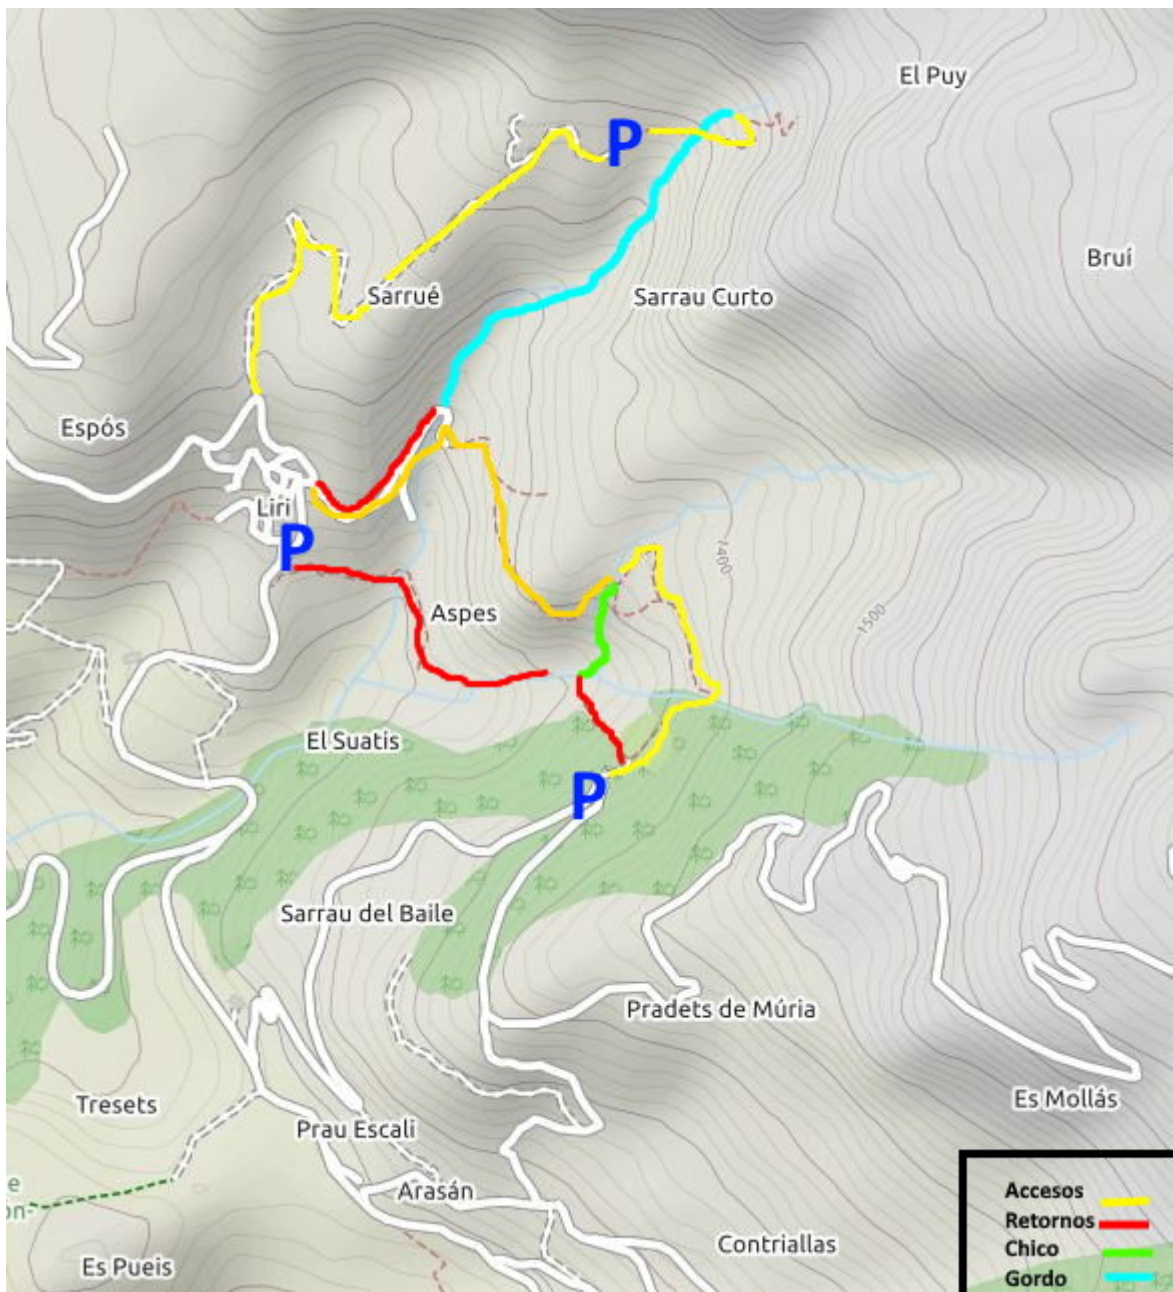 El Puy
P
Bruí
Sarrué
Sarrau Curto
Espós
Liri
P
1400
Aspes
1500
El Suatis
P
Sarrau del Baile
Pradets de Múria
Tresets
Es Mollás
Prau Escali
e
ón
Arasán
Contriallas
Es Pueis
Accesos
Retornos
Chico
Gordo